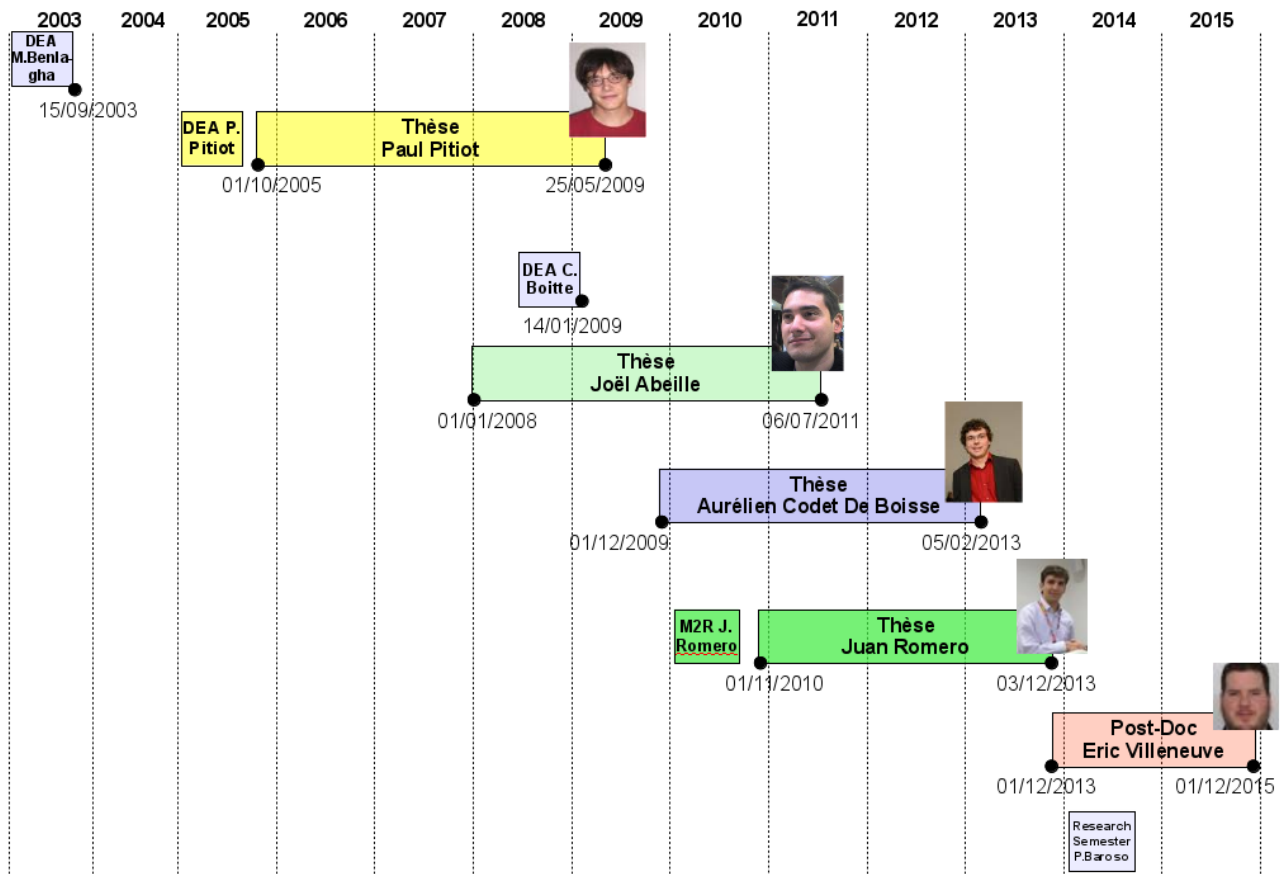 2003 2004 2005 2006 2007 2008 2009 2010 2011 2012 2013 2014 2015
DEA
M.Benla-
gha
15/09/2003
DEA P.
Pitiot
Thèse
Paul Pitiot
01/10/2005
25/05/2009
DEA C.
Boitte
14/01/2009
Thèse
Joël Abeille
01/01/2008
06/07/2011
Thèse
Aurélien Codet De Boisse
01/12/2009
05/02/2013
M2R J.
Romero
Thèse
Juan Romero
01/11/2010
03/12/2013
Post-Doc
Eric Villeneuve
01/12/2013
01/12/2015
Research
Semester
P.Baroso